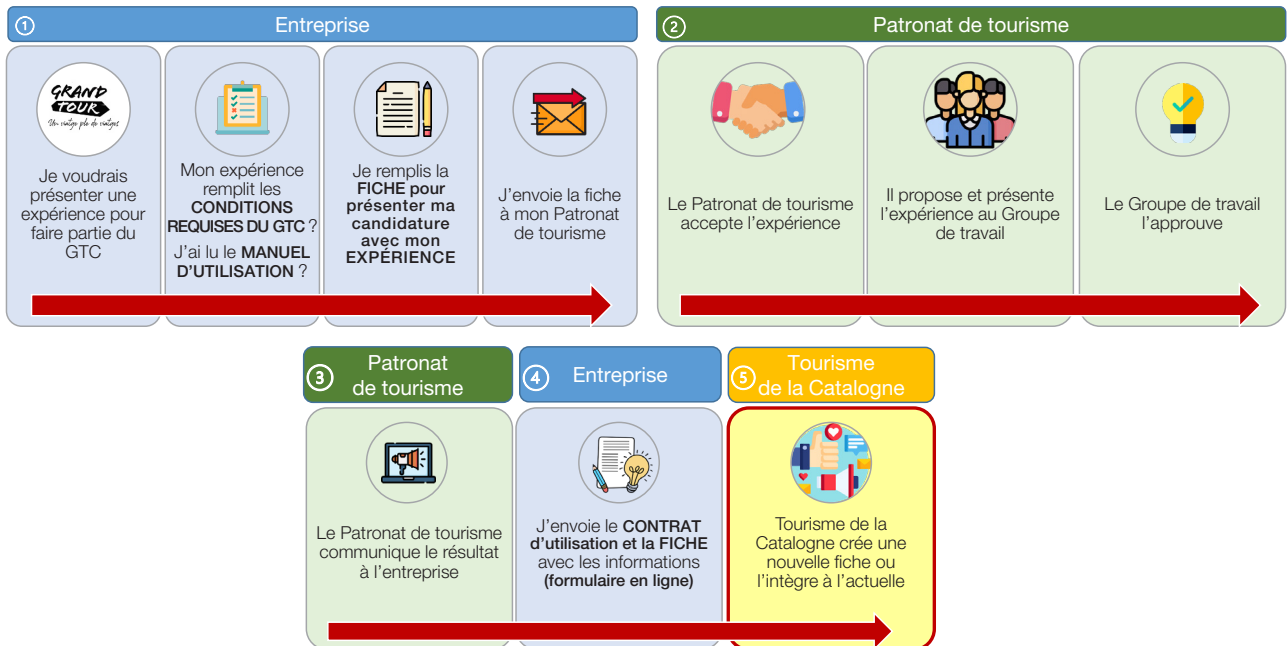 ① Entreprise
GRAND
TOUR
Un viatge ple de viatges
Je voudrais
présenter une
expérience pour
faire partie du
GTC
Mon expérience
remplit les
CONDITIONS
REQUISES DU GTC ?
J’ai lu le MANUEL
D’UTILISATION ?
Je remplis la
FICHE pour
présenter ma
candidature
avec mon
EXPÉRIENCE
J’envoie la fiche
à mon Patronat
de tourisme
② Patronat de tourisme
Le Patronat de tourisme
accepte l’expérience
Il propose et présente
l’expérience au Groupe
de travail
Le Groupe de travail
l’approuve
③ Patronat
de tourisme
Le Patronat de tourisme
communique le résultat
à l’entreprise
④ Entreprise
J’envoie le CONTRAT
d’utilisation et la FICHE
avec les informations
(formulaire en ligne)
⑤ Tourisme
de la Catalogne
Tourisme de la
Catalogne crée une
nouvelle fiche ou
l’intègre à l’actuelle